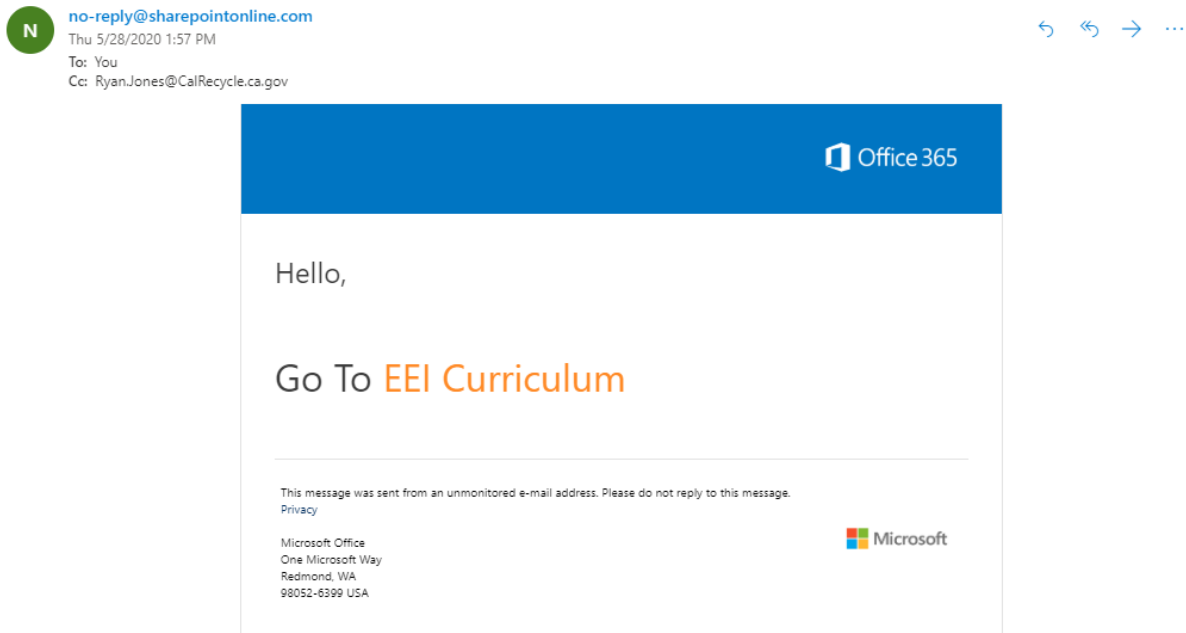 N
no-reply@sharepointonline.com
Thu 5/28/2020 1:57 PM
To: You
Cc: Ryan.Jones@CalRecycle.ca.gov
Office 365
Hello,
Go To EEI Curriculum
This message was sent from an unmonitored e-mail address. Please do not reply to this message.
Privacy
Microsoft Office
One Microsoft Way
Redmond, WA
98052-6399 USA
Microsoft